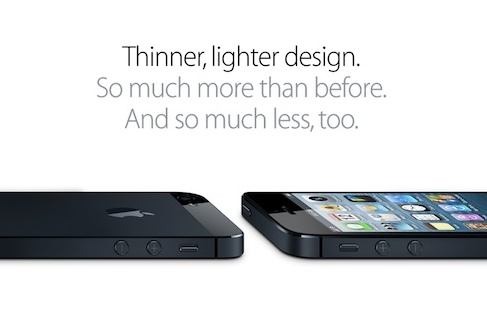 Thinner, lighter design.
So much more than before.
And so much less, too.